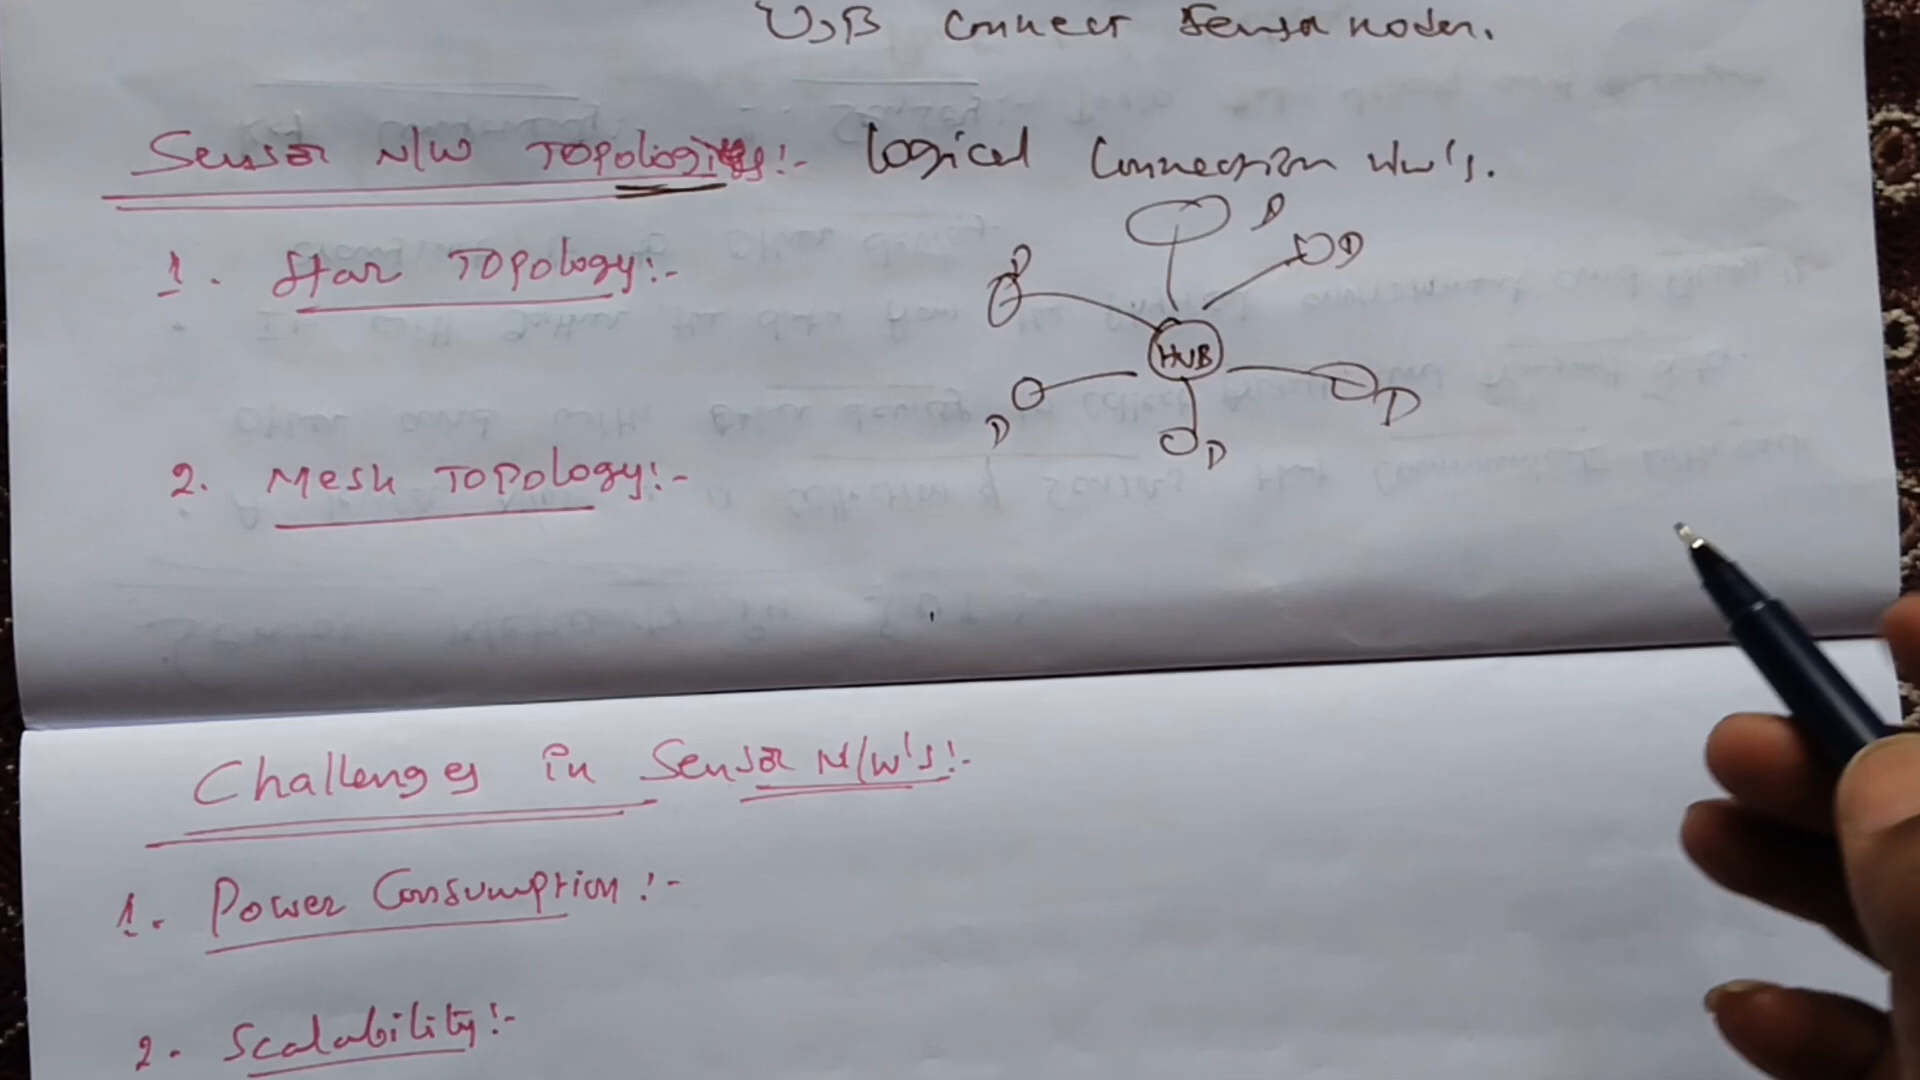 USB Connect Sensor nodes.
Sensor N/W Topologies:- Logical Connection N/w's.
1. Star Topology:-
D
D
D
HUB
D
D
D
2. Mesh Topology:-
Challenges in Sensor N/W's:-
1. Power Consumption:-
2. Scalability:-